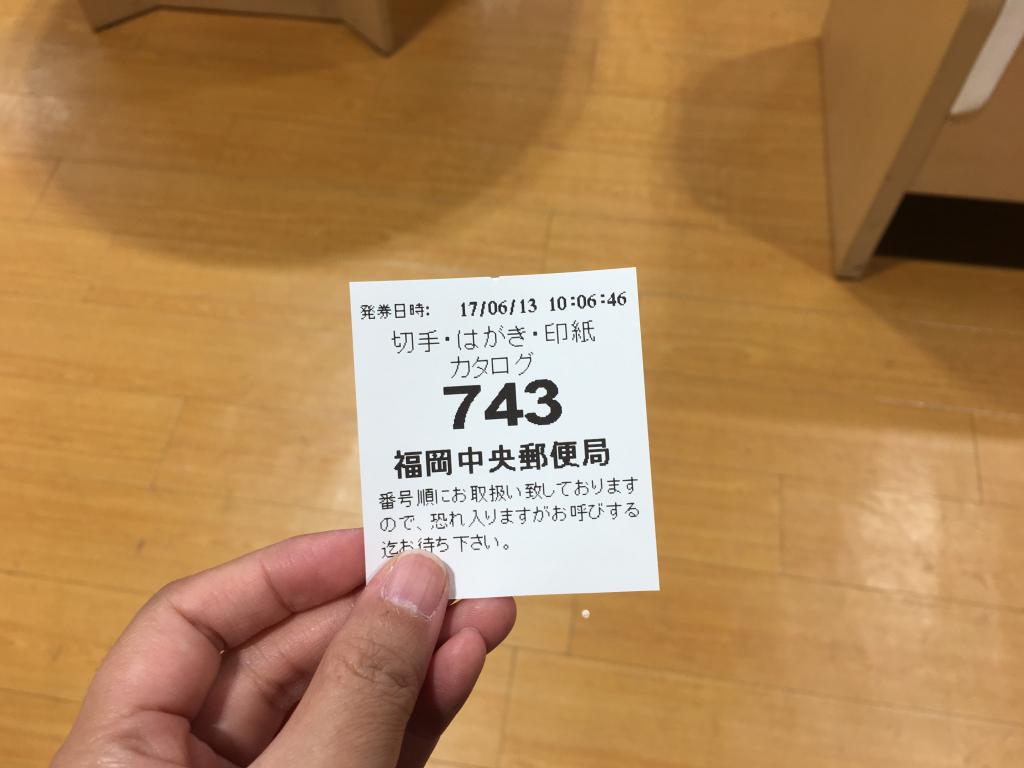 発券日時: 17/06/13 10:06:46
切手・はがき・印紙
カタログ
743
福岡中央郵便局
番号順にお取扱い致しております
ので、恐れ入りますがお呼びする
迄お待ち下さい。